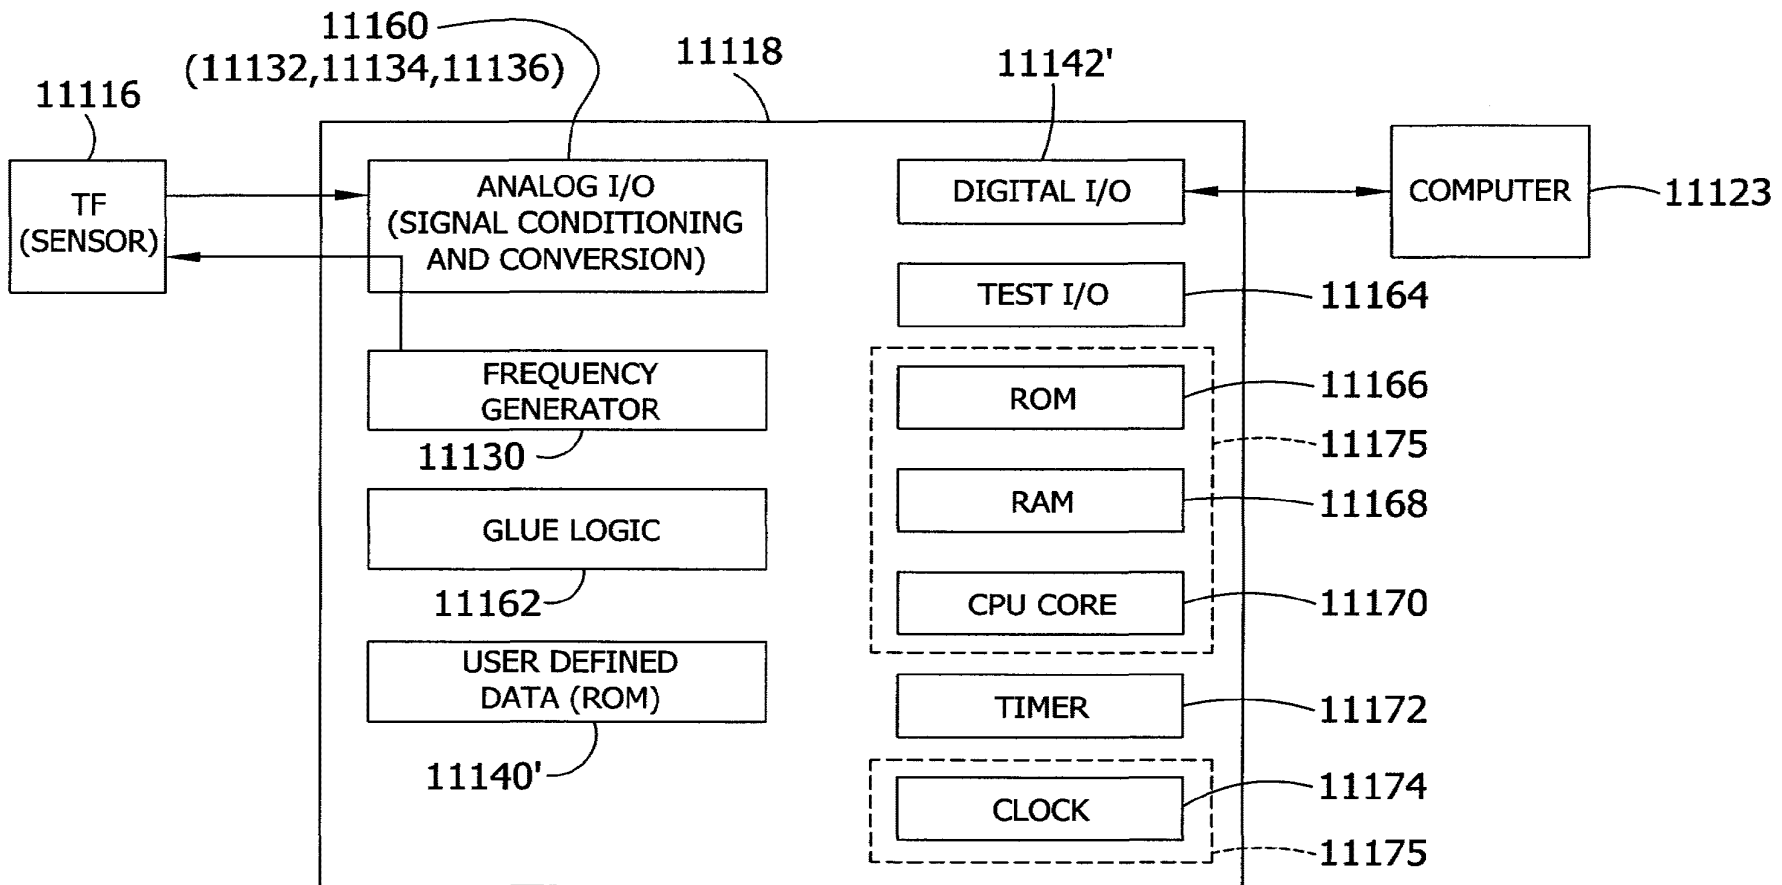 11160
(11132,11134,11136)
11118
11142'
11116
TF
(SENSOR)
ANALOG I/O
(SIGNAL CONDITIONING
AND CONVERSION)
DIGITAL I/O
COMPUTER
11123
TEST I/O
11164
FREQUENCY
GENERATOR
11130
ROM
11166
11175
GLUE LOGIC
11162
RAM
11168
CPU CORE
11170
USER DEFINED
DATA (ROM)
11140'
TIMER
11172
CLOCK
11174
11175